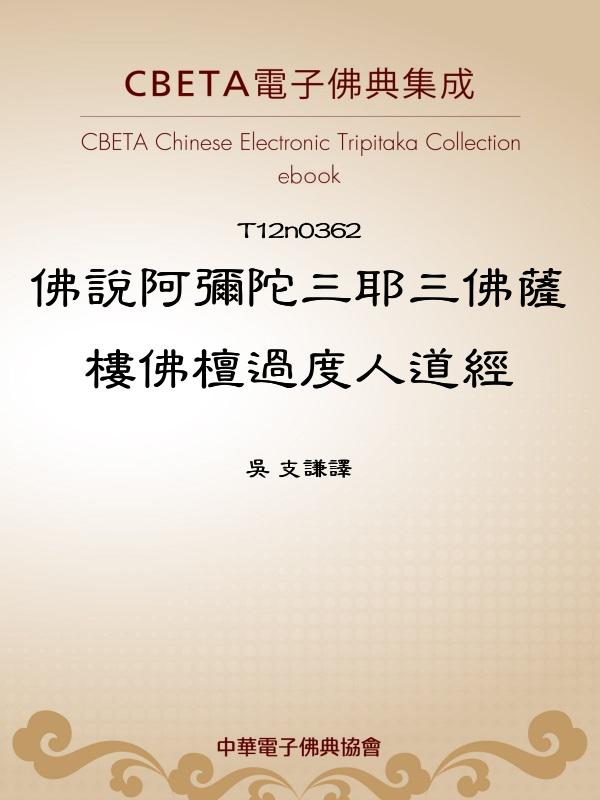 CBETA電子佛典集成
CBETA Chinese Electronic Tripitaka Collection
ebook
T12n0362
佛說阿彌陀三耶三佛薩
樓佛檀過度人道經
吳 支謙譯
中華電子佛典協會